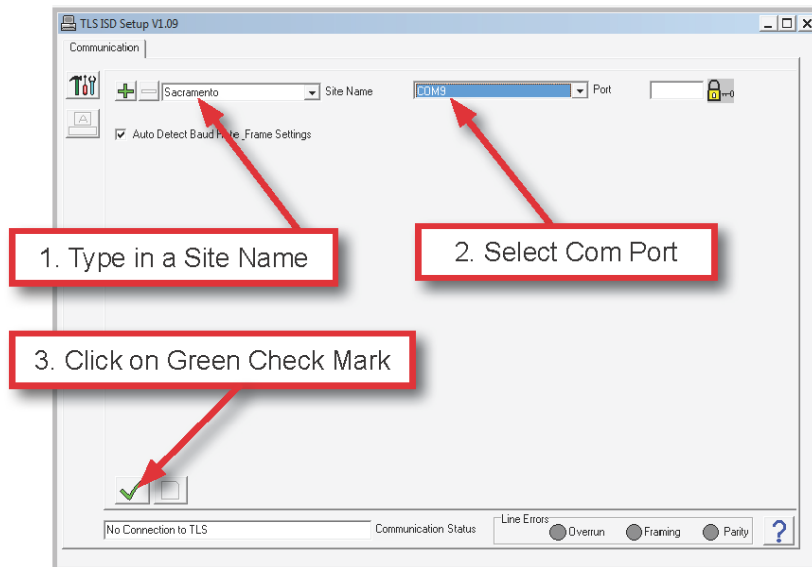 TLS ISD Setup V1.09
Communication
Sacramento
Site Name
COM9
Port
A
Auto Detect Baud Rate_Frame Settings
1. Type in a Site Name
2. Select Com Port
3. Click on Green Check Mark
No Connection to TLS
Communication Status
Line Errors
Overrun
Framing
Parity
?